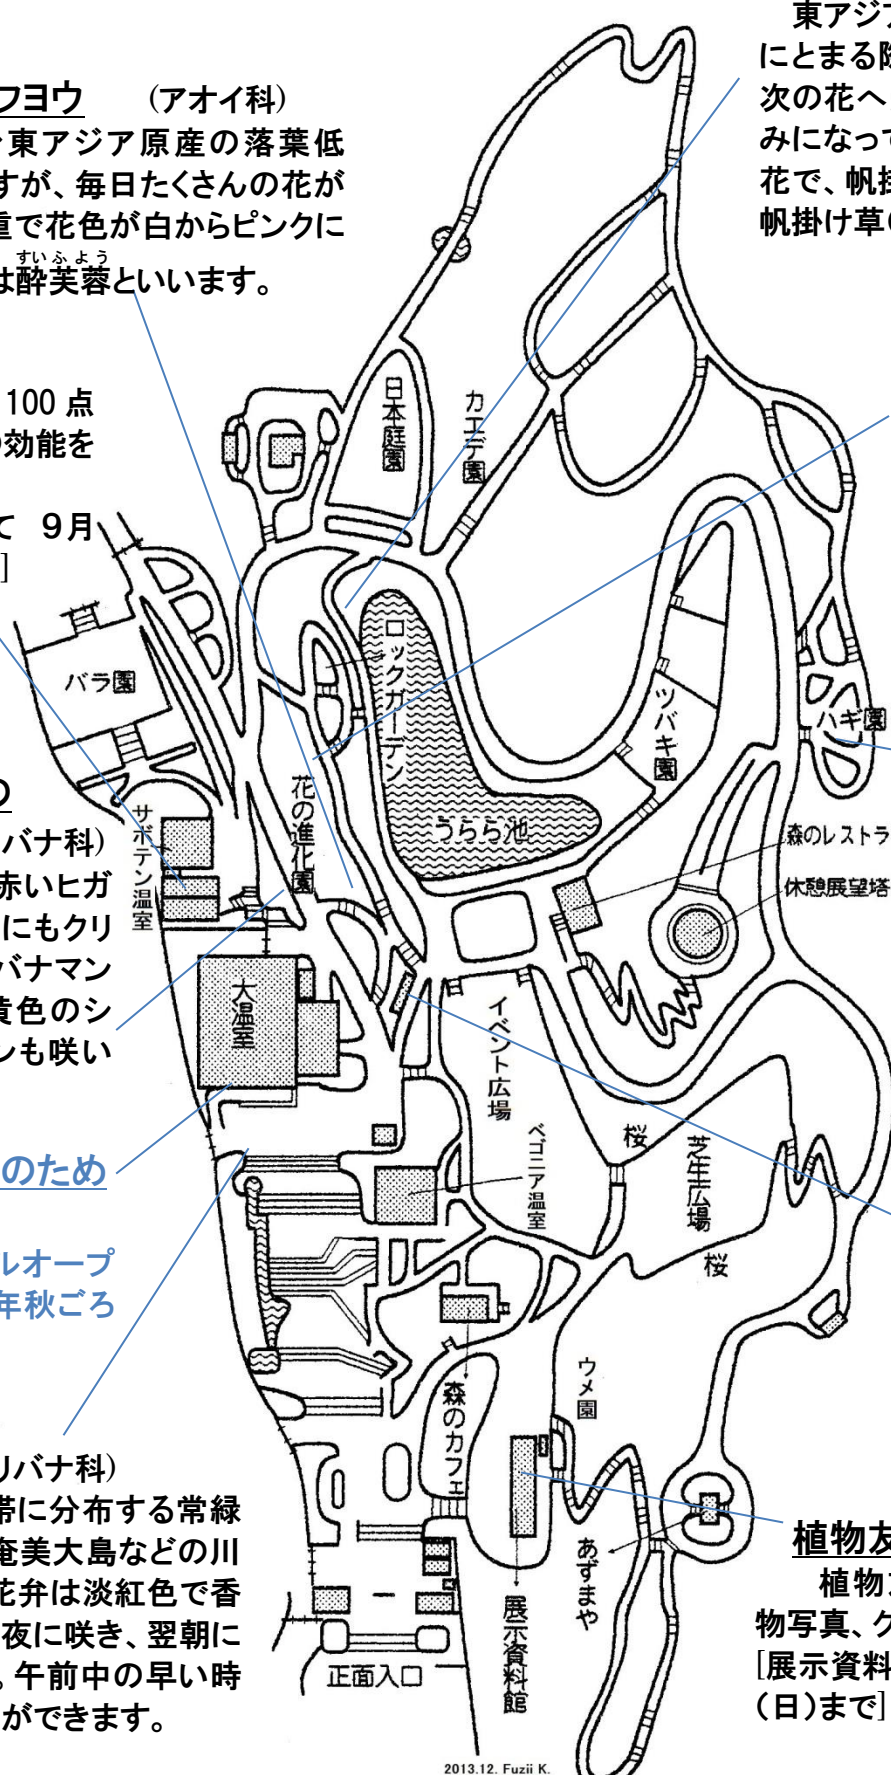 東アジア
にとまる際
次の花へ
みになって
花で、帆掛
帆掛け草の
フヨウ (アオイ科)
東アジア原産の落葉低
すが、毎日たくさんの花が
重で花色が白からピンクに
は酔芙蓉といいます。
すいふよう
100 点
の効能を
て 9月
]
の
バナ科)
赤いヒガ
にもクリ
バナマン
黄色のシ
ンも咲い
のため
ルオープ
年秋ごろ
リバナ科)
帯に分布する常緑
奄美大島などの川
花弁は淡紅色で香
夜に咲き、翌朝に
。午前中の早い時
ができます。
植物友
植物友
物写真、ク
[展示資料
(日)まで]
日本庭園
カエデ園
バラ園
ロックガーデン
ツバキ園
ハギ園
花の進化園
うらら池
サボテン温室
森のレストラ
休憩展望塔
大温室
イベント広場
ベゴニア温室
桜
芝生広場
桜
ウメ園
森のカフェ
あずまや
展示資料館
正面入口
2013.12. Fuzii K.